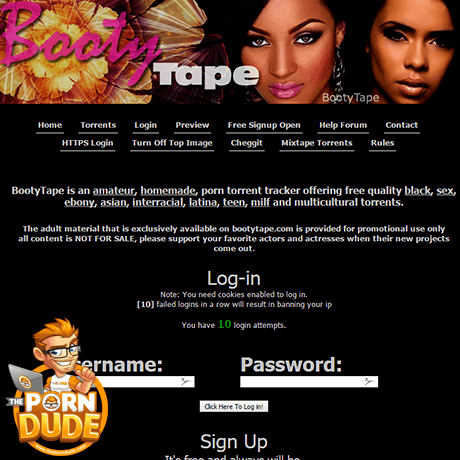 Booty
Tape
BootyTape
Home Torrents Login Preview Free Signup Open Help Forum Contact
HTTPS Login Turn Off Top Image Cheggit Mixtape Torrents Rules
BootyTape is an amateur, homemade, porn torrent tracker offering free quality black, sex,
ebony, asian, interracial, latina, teen, milf and multicultural torrents.
The adult material that is exclusively available on bootytape.com is provided for promotional use only
all content is NOT FOR SALE, please support your favorite actors and actresses when their new projects
come out.
Log-in
Note: You need cookies enabled to log in.
[10] failed logins in a row will result in banning your ip
You have 10 login attempts.
ername: Password:
Click Here To Log in!
THE
PORN
DUDE
Sign Up
It's free and always will be